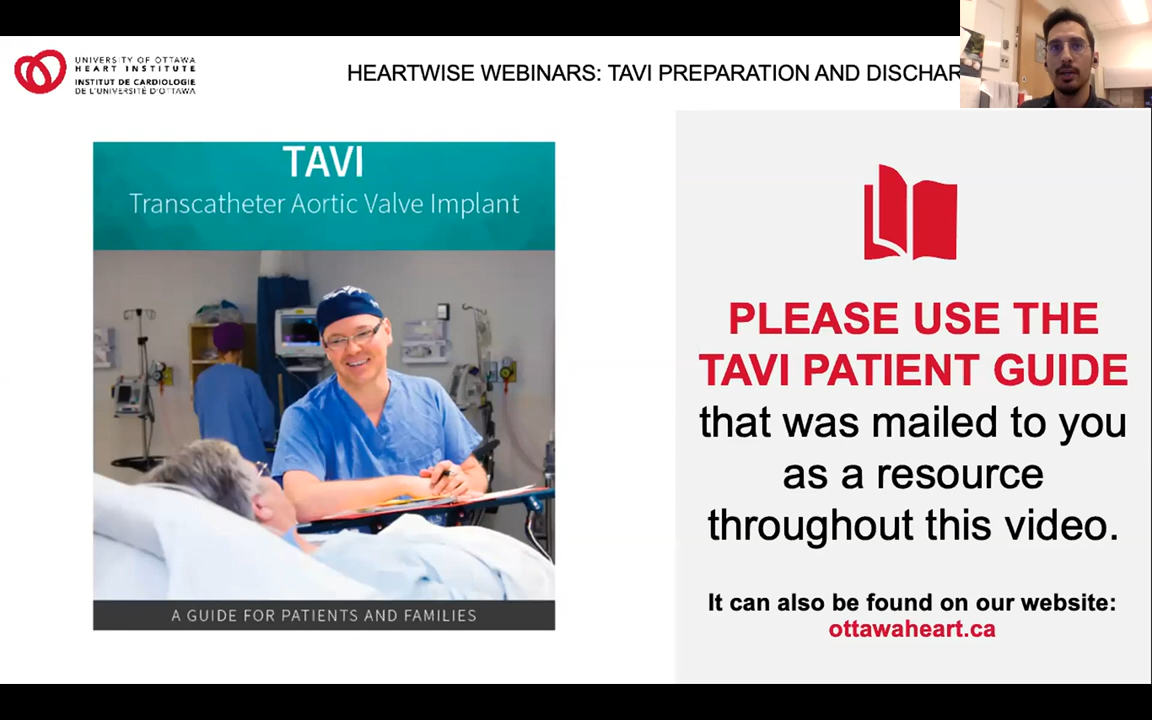 UNIVERSITY OF OTTAWA
HEART INSTITUTE
INSTITUT DE CARDIOLOGIE
DE L'UNIVERSITÉ D'OTTAWA
HEARTWISE WEBINARS: TAVI PREPARATION AND DISCHAR
TAVI
Transcatheter Aortic Valve Implant
A GUIDE FOR PATIENTS AND FAMILIES
PLEASE USE THE
TAVI PATIENT GUIDE
that was mailed to you
as a resource
throughout this video.
It can also be found on our website:
ottawaheart.ca